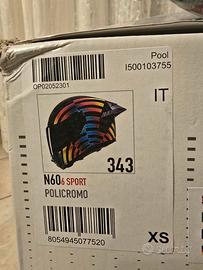 Pool
I500103755
OP02052301
IT
343
N60-6 SPORT
POLICROMO
XS
8054945077520